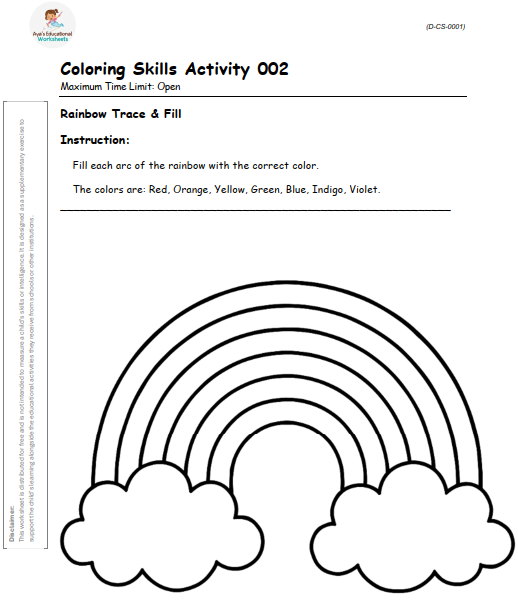 Aya's Educational
Worksheets
(D-CS-0001)
Coloring Skills Activity 002
Maximum Time Limit: Open
Rainbow Trace & Fill
Instruction:
Fill each arc of the rainbow with the correct color.
The colors are: Red, Orange, Yellow, Green, Blue, Indigo, Violet.
Disclaimer:
This worksheet is distributed for free and is not intended to measure a child's skills or intelligence. It is designed as a supplementary exercise to
support the child's learning alongside the educational activities they receive from schools or other institutions.